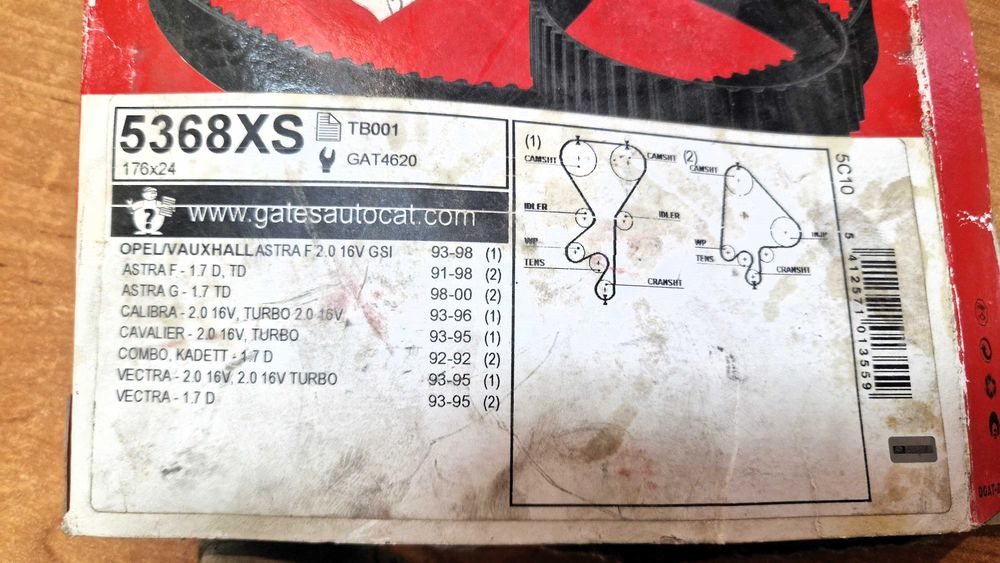 5368XS
176x24
TB001
GAT4620
www.gatesautocat.com
OPEL/VAUXHALL ASTRA F 2.0 16V GSI 93-98 (1)
ASTRA F - 1.7 D, TD 91-98 (2)
ASTRA G - 1.7 TD 98-00 (2)
CALIBRA - 2.0 16V, TURBO 2.0 16V 93-96 (1)
CAVALIER - 2.0 16V, TURBO 93-95 (1)
COMBO, KADETT - 1.7 D 92-92 (2)
VECTRA - 2.0 16V, 2.0 16V TURBO 93-95 (1)
VECTRA - 1.7 D 93-95 (2)
(1)
CAMSHT CAMSHT
IDLER IDLER
WP
TENS
CRANSHT
(2)
CAMSHT
INJP
WP
TENS
CRANSHT
5C10
5 412571 013559